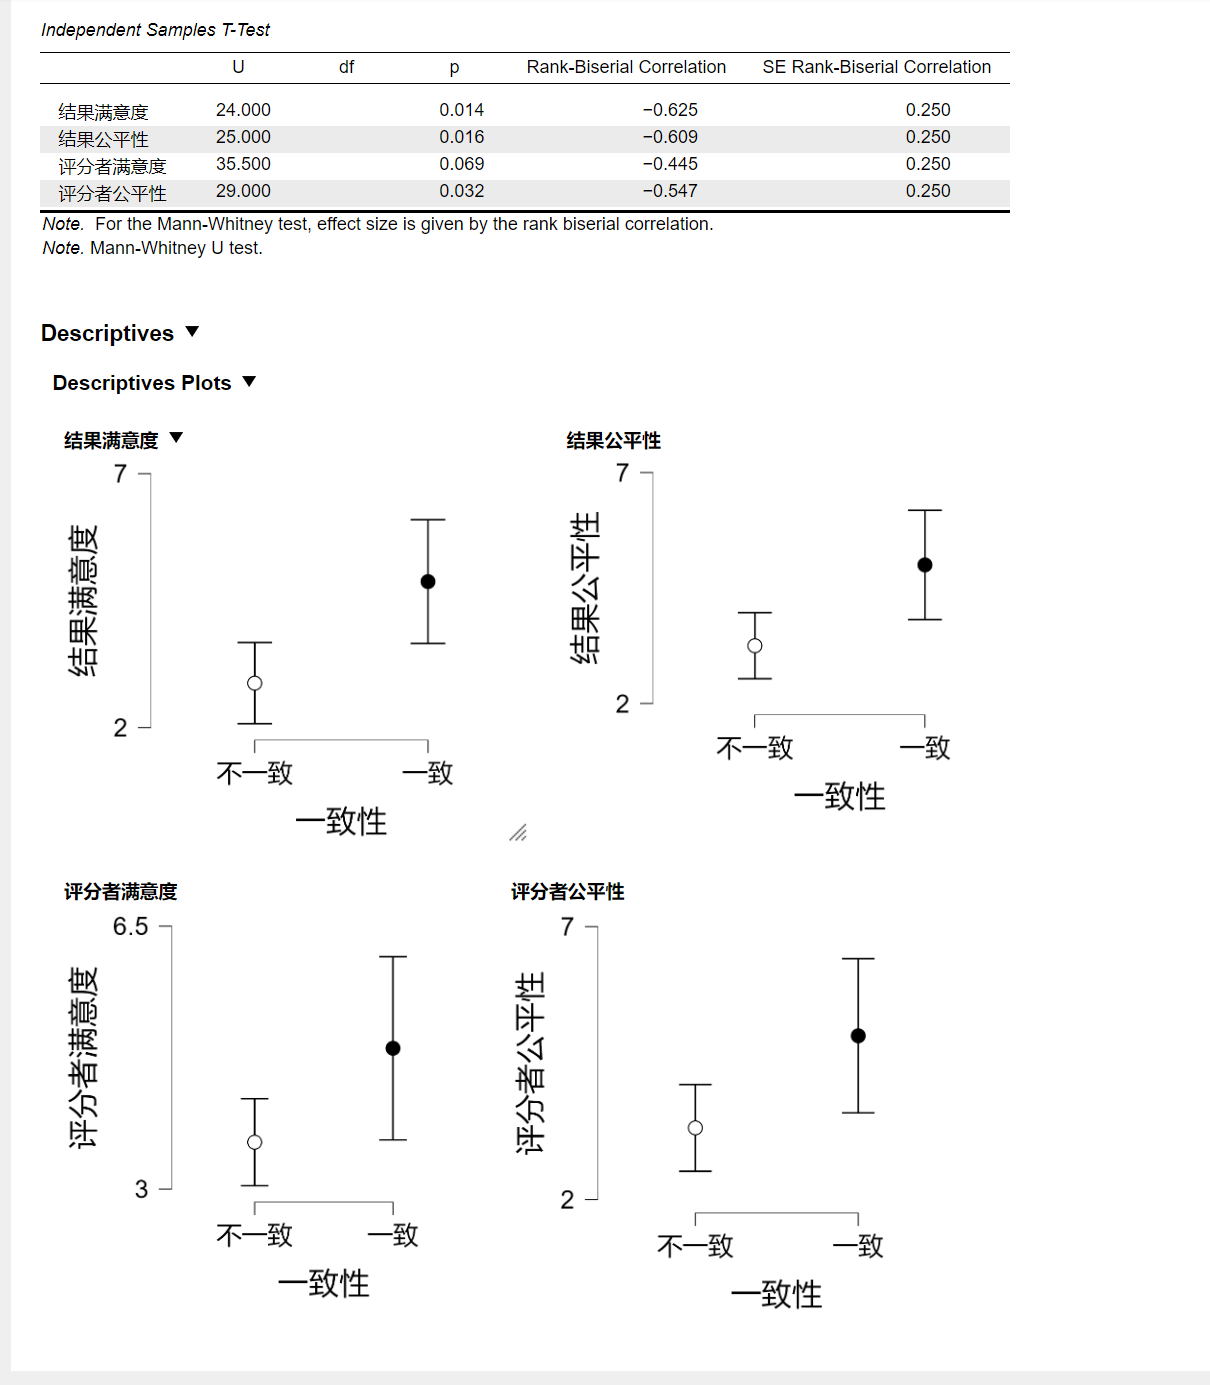 Independent Samples T-Test
U df p Rank-Biserial Correlation SE Rank-Biserial Correlation
结果满意度 24.000 0.014 −0.625 0.250
结果公平性 25.000 0.016 −0.609 0.250
评分者满意度 35.500 0.069 −0.445 0.250
评分者公平性 29.000 0.032 −0.547 0.250
Note. For the Mann-Whitney test, effect size is given by the rank biserial correlation.
Note. Mann-Whitney U test.
Descriptives ▼
Descriptives Plots ▼
结果满意度 ▼
7
结果满意度
2
不一致 一致
一致性
结果公平性
7
结果公平性
2
不一致 一致
一致性
评分者满意度
6.5
评分者满意度
3
不一致 一致
一致性
评分者公平性
7
评分者公平性
2
不一致 一致
一致性